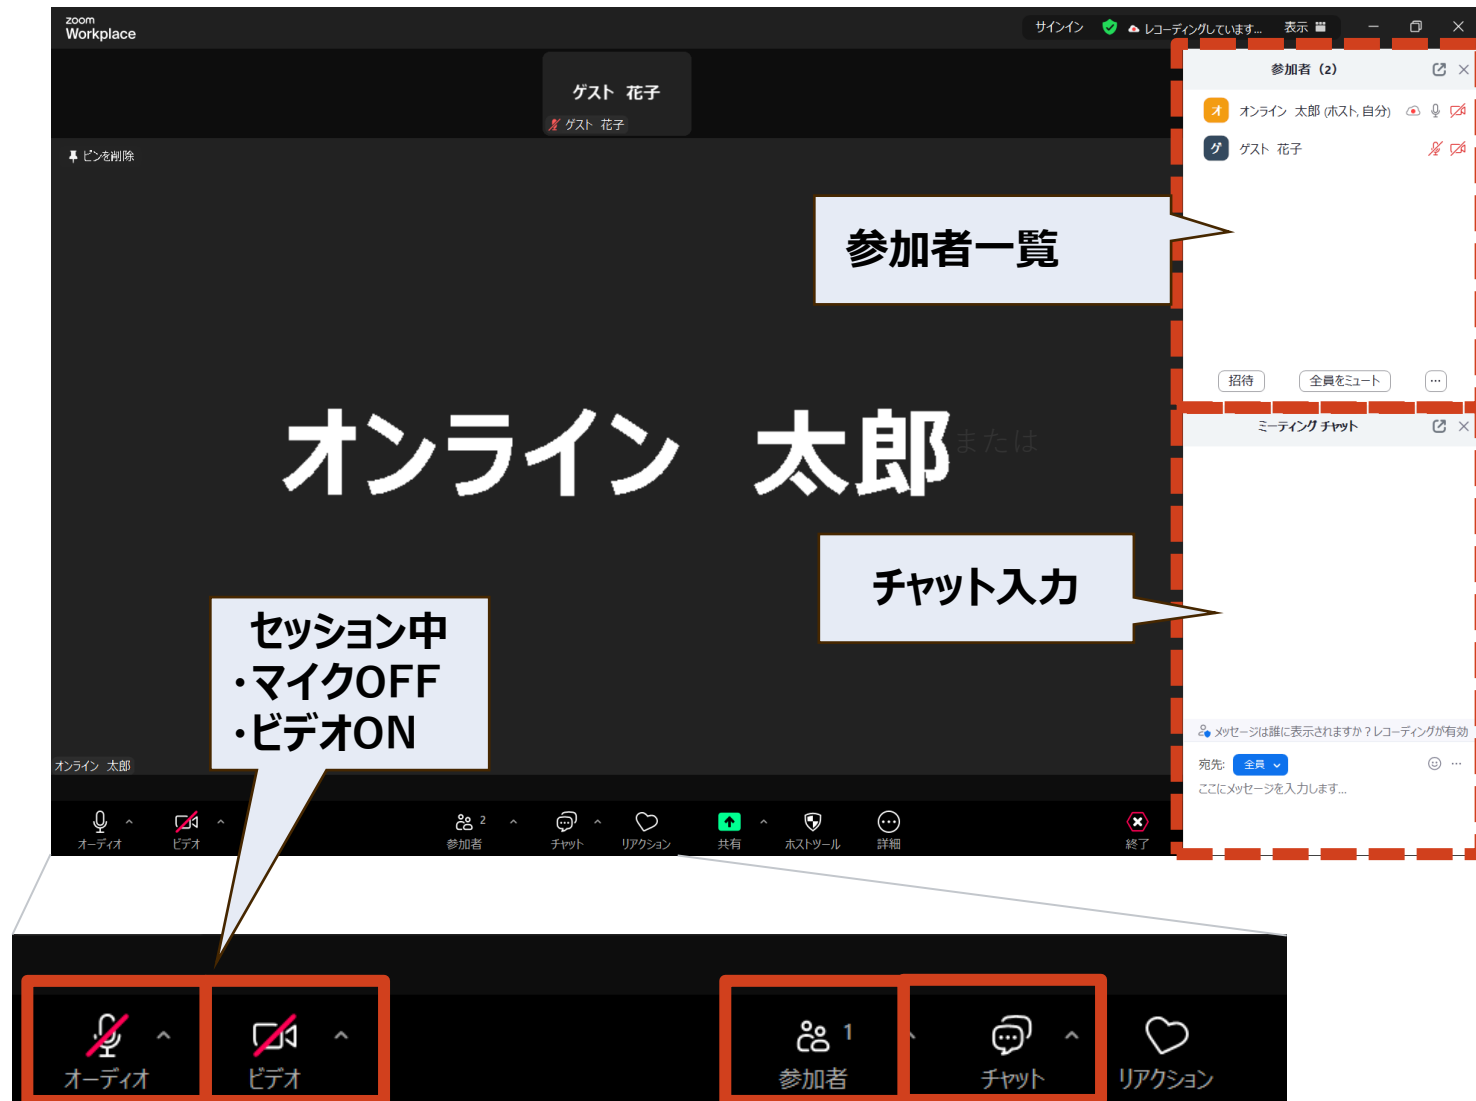 zoom
Workplace
サインイン
レコーディングしています...
表示
ゲスト 花子
ゲスト 花子
ピンを削除
参加者 (2)
オ オンライン 太郎 (ホスト, 自分)
グ ゲスト 花子
参加者一覧
招待
全員をミュート
オンライン 太郎
または
ミーティング チャット
チャット入力
セッション中
・マイクOFF
・ビデオON
メッセージは誰に表示されますか？レコーディングが有効
宛先: 全員
ここにメッセージを入力します...
オンライン 太郎
オーディオ
ビデオ
2
参加者
チャット
リアクション
共有
ホストツール
詳細
終了
オーディオ
ビデオ
1
参加者
チャット
リアクション